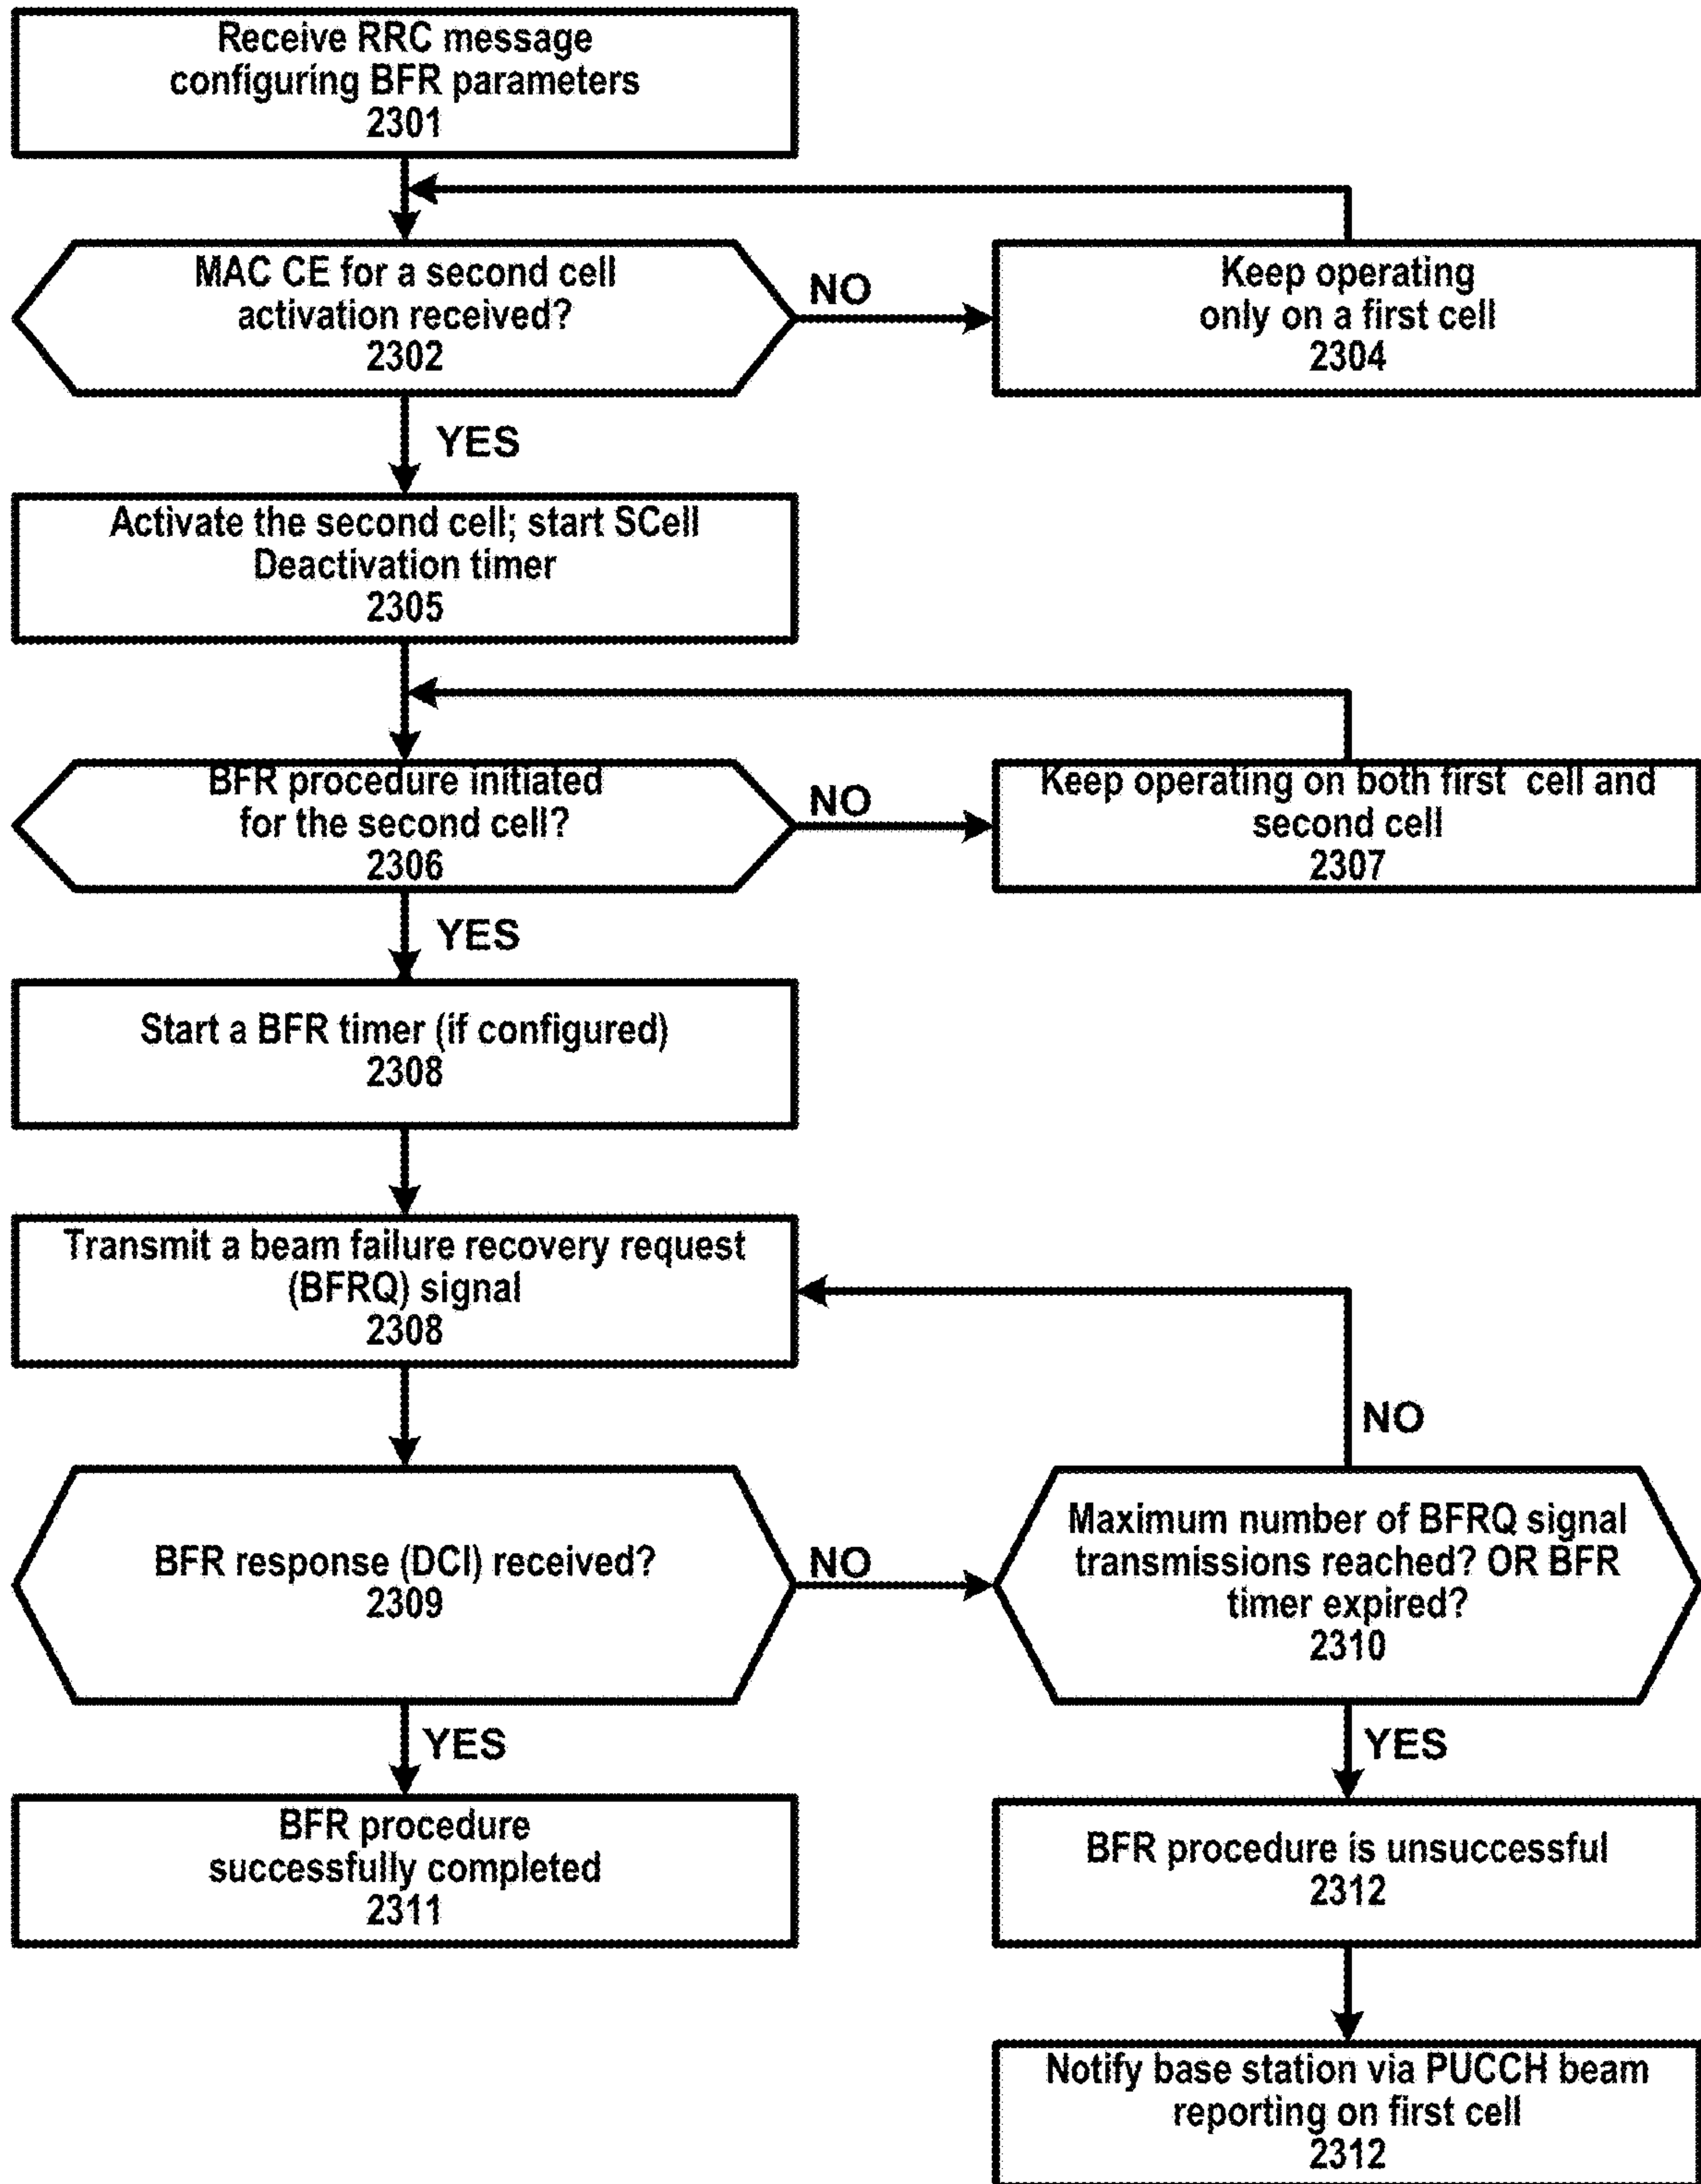 Receive RRC message
configuring BFR parameters
2301
MAC CE for a second cell
activation received?
2302
NO
Keep operating
only on a first cell
2304
YES
Activate the second cell; start SCell
Deactivation timer
2305
BFR procedure initiated
for the second cell?
2306
NO
Keep operating on both first cell and
second cell
2307
YES
Start a BFR timer (if configured)
2308
Transmit a beam failure recovery request
(BFRQ) signal
2308
NO
BFR response (DCI) received?
2309
NO
Maximum number of BFRQ signal
transmissions reached? OR BFR
timer expired?
2310
YES
YES
BFR procedure
successfully completed
2311
BFR procedure is unsuccessful
2312
Notify base station via PUCCH beam
reporting on first cell
2312